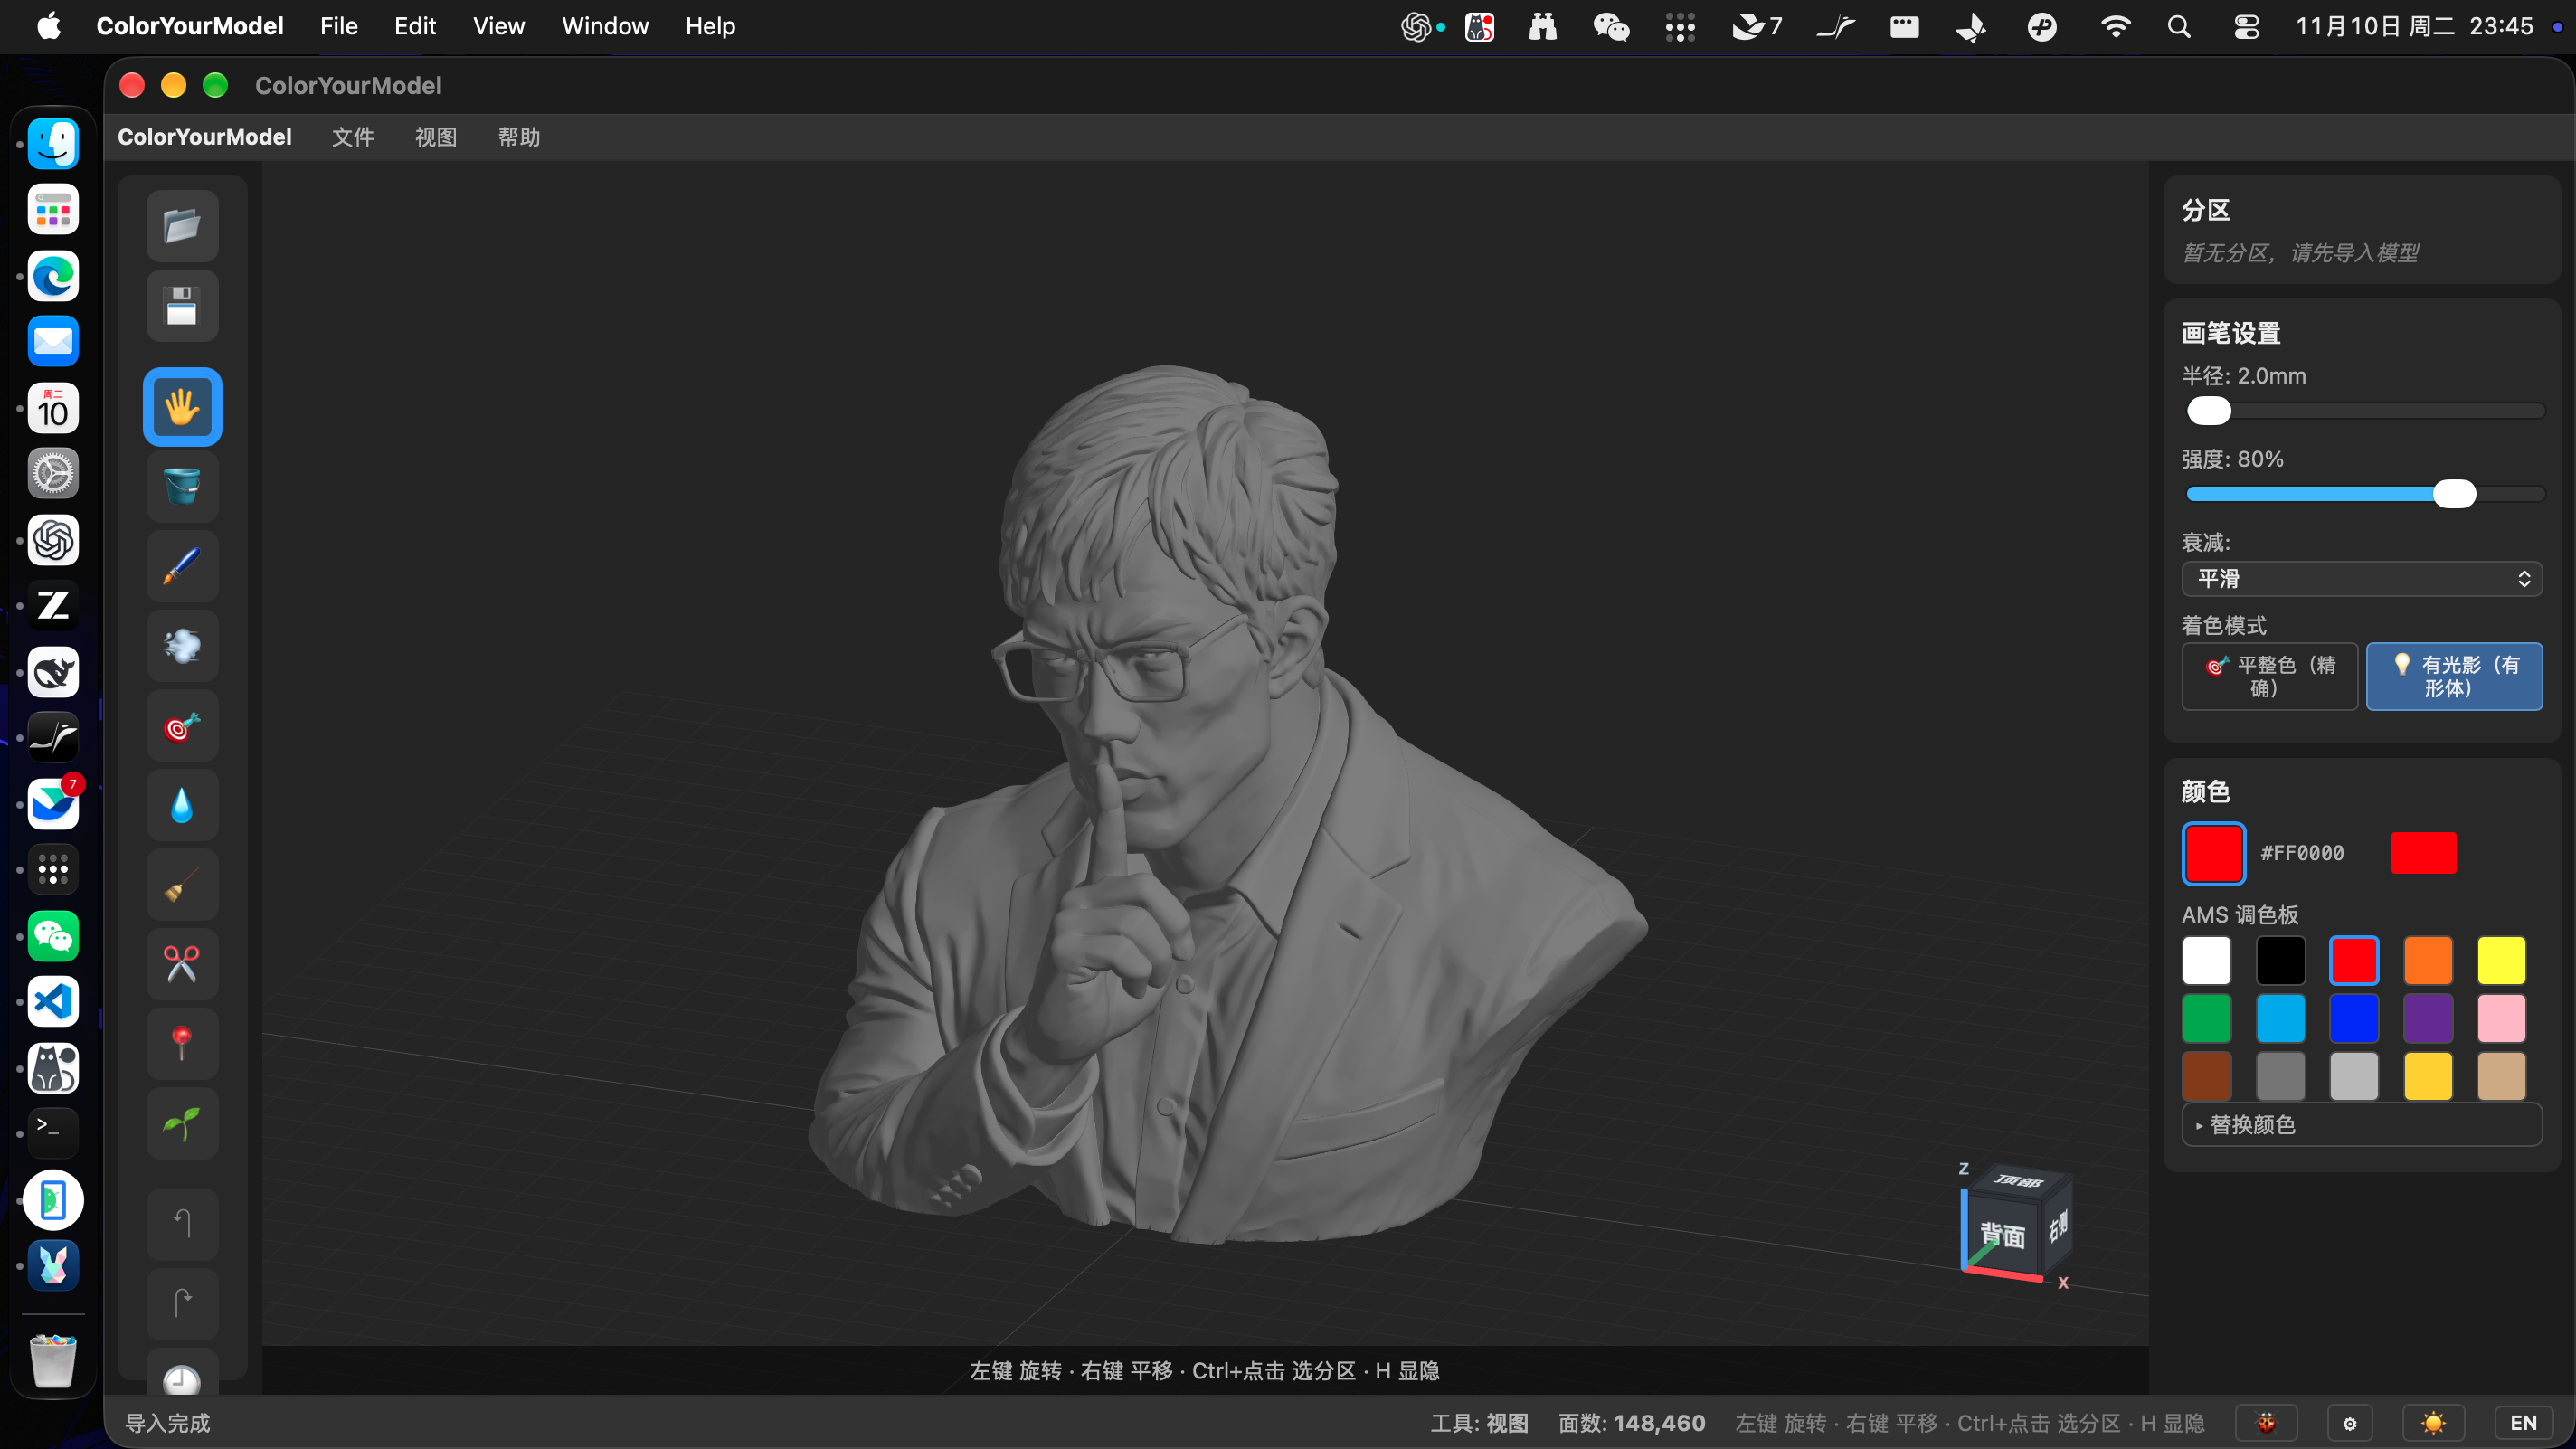 ColorYourModel File Edit View Window Help 7 11月10日 周二 23:45
ColorYourModel
ColorYourModel 文件 视图 帮助
周二
10
7
>_
分区
暂无分区，请先导入模型
画笔设置
半径: 2.0mm
强度: 80%
衰减:
平滑
着色模式
平整色（精
确）
有光影（有
形体）
颜色
#FF0000
AMS 调色板
▸ 替换颜色
Z
顶部
背面
右侧
X
左键 旋转 · 右键 平移 · Ctrl+点击 选分区 · H 显隐
导入完成 工具: 视图 面数: 148,460 左键 旋转 · 右键 平移 · Ctrl+点击 选分区 · H 显隐 EN